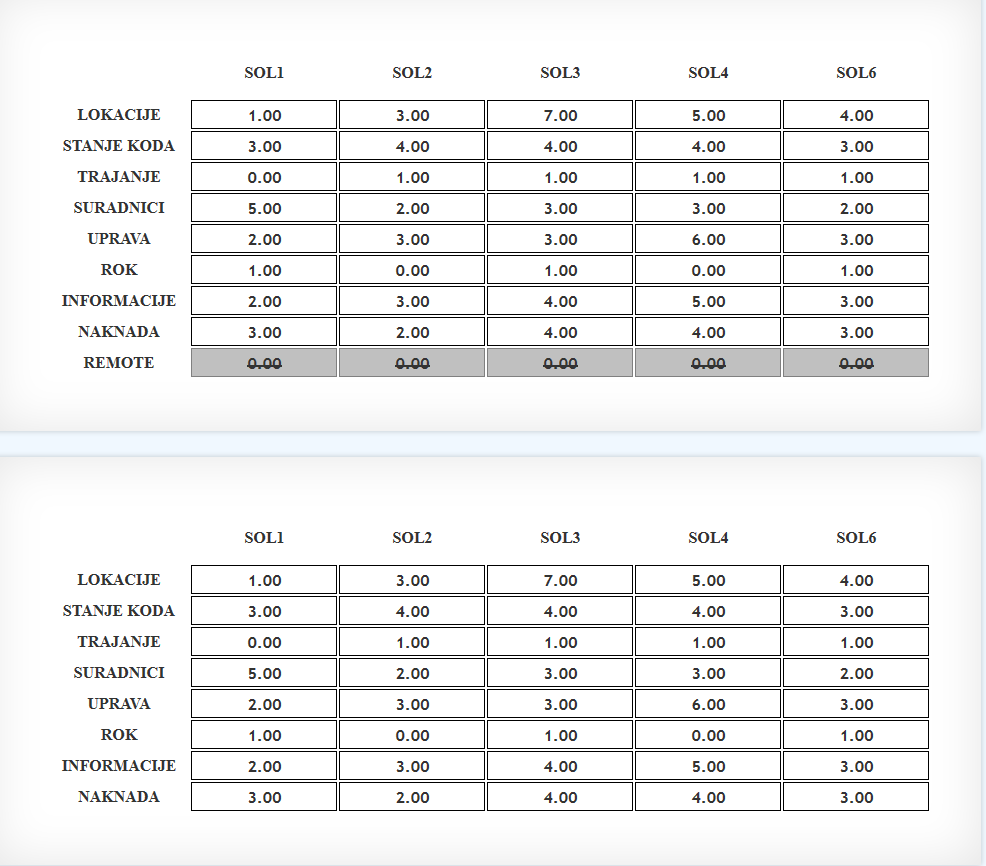 SOL1 SOL2 SOL3 SOL4 SOL6
LOKACIJE 1.00 3.00 7.00 5.00 4.00
STANJE KODA 3.00 4.00 4.00 4.00 3.00
TRAJANJE 0.00 1.00 1.00 1.00 1.00
SURADNICI 5.00 2.00 3.00 3.00 2.00
UPRAVA 2.00 3.00 3.00 6.00 3.00
ROK 1.00 0.00 1.00 0.00 1.00
INFORMACIJE 2.00 3.00 4.00 5.00 3.00
NAKNADA 3.00 2.00 4.00 4.00 3.00
REMOTE 0.00 0.00 0.00 0.00 0.00
SOL1 SOL2 SOL3 SOL4 SOL6
LOKACIJE 1.00 3.00 7.00 5.00 4.00
STANJE KODA 3.00 4.00 4.00 4.00 3.00
TRAJANJE 0.00 1.00 1.00 1.00 1.00
SURADNICI 5.00 2.00 3.00 3.00 2.00
UPRAVA 2.00 3.00 3.00 6.00 3.00
ROK 1.00 0.00 1.00 0.00 1.00
INFORMACIJE 2.00 3.00 4.00 5.00 3.00
NAKNADA 3.00 2.00 4.00 4.00 3.00